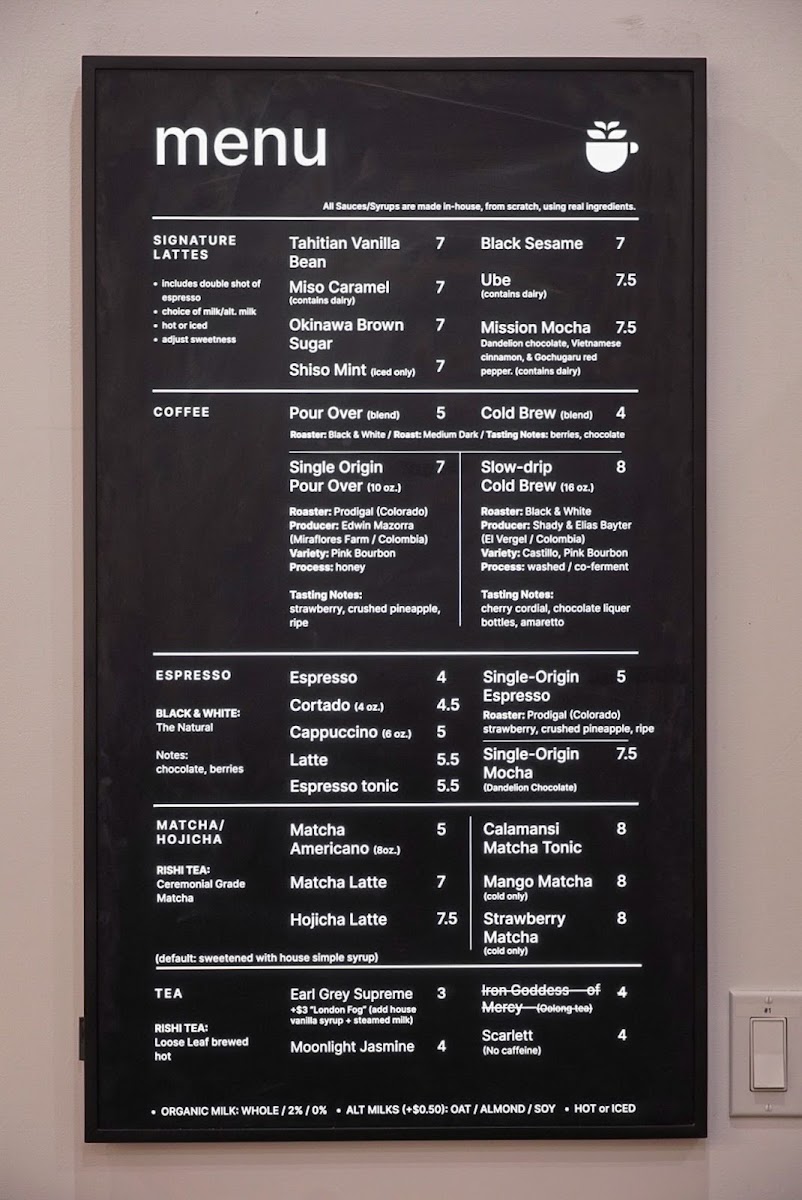 menu
All Sauces/Syrups are made in-house, from scratch, using real ingredients.
SIGNATURE
LATTES
• includes double shot of
espresso
• choice of milk/alt. milk
• hot or iced
• adjust sweetness
Tahitian Vanilla 7
Bean
Miso Caramel 7
(contains dairy)
Okinawa Brown 7
Sugar
Shiso Mint (iced only) 7
Black Sesame 7
Ube 7.5
(contains dairy)
Mission Mocha 7.5
Dandelion chocolate, Vietnamese
cinnamon, & Gochugaru red
pepper. (contains dairy)
COFFEE
Pour Over (blend) 5
Cold Brew (blend) 4
Roaster: Black & White / Roast: Medium Dark / Tasting Notes: berries, chocolate
Single Origin 7
Pour Over (10 oz.)
Roaster: Prodigal (Colorado)
Producer: Edwin Mazorra
(Miraflores Farm / Colombia)
Variety: Pink Bourbon
Process: honey
Tasting Notes:
strawberry, crushed pineapple,
ripe
Slow-drip 8
Cold Brew (16 oz.)
Roaster: Black & White
Producer: Shady & Elias Bayter
(El Vergel / Colombia)
Variety: Castillo, Pink Bourbon
Process: washed / co-ferment
Tasting Notes:
cherry cordial, chocolate liquer
bottles, amaretto
ESPRESSO
BLACK & WHITE:
The Natural
Notes:
chocolate, berries
Espresso 4
Cortado (4 oz.) 4.5
Cappuccino (6 oz.) 5
Latte 5.5
Espresso tonic 5.5
Single-Origin 5
Espresso
Roaster: Prodigal (Colorado)
strawberry, crushed pineapple, ripe
Single-Origin 7.5
Mocha
(Dandelion Chocolate)
MATCHA/
HOJICHA
RISHI TEA:
Ceremonial Grade
Matcha
Matcha 5
Americano (8oz.)
Matcha Latte 7
Hojicha Latte 7.5
Calamansi 8
Matcha Tonic
Mango Matcha 8
(cold only)
Strawberry 8
Matcha
(cold only)
(default: sweetened with house simple syrup)
TEA
RISHI TEA:
Loose Leaf brewed
hot
Earl Grey Supreme 3
+$3 "London Fog" (add house
vanilla syrup + steamed milk)
Moonlight Jasmine 4
Iron Goddess of 4
Mercy (Oolong tea)
Scarlett 4
(No caffeine)
• ORGANIC MILK: WHOLE / 2% / 0% • ALT MILKS (+$0.50): OAT / ALMOND / SOY • HOT or ICED
#1